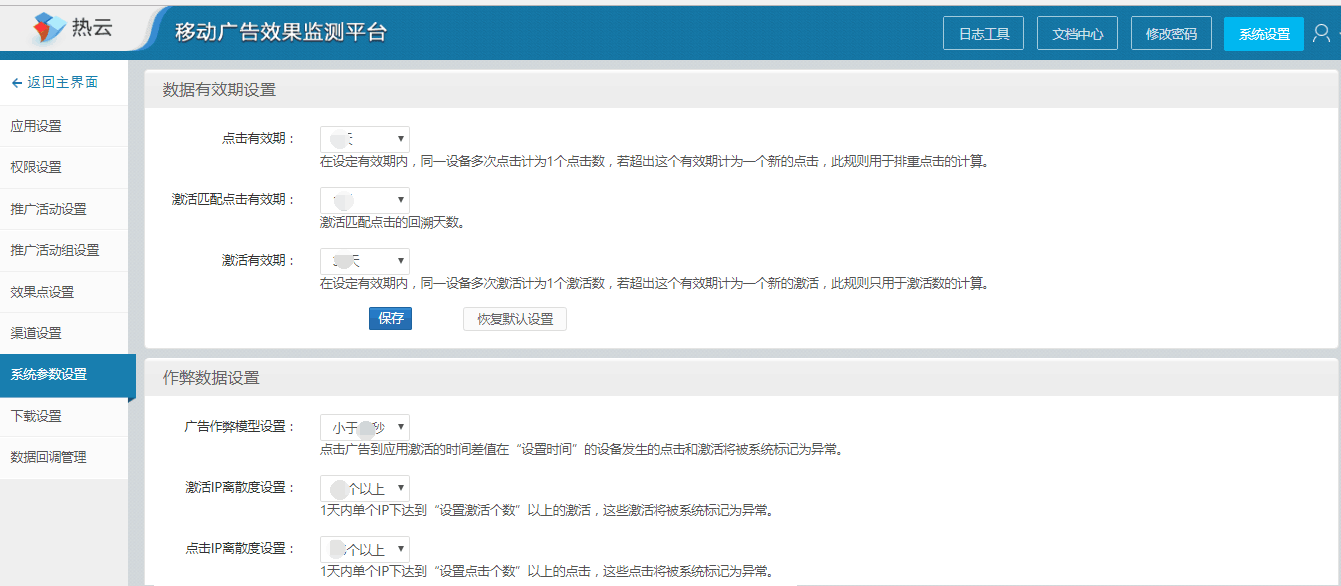 热云
移动广告效果监测平台
日志工具
文档中心
修改密码
系统设置
返回主界面
应用设置
权限设置
推广活动设置
推广活动组设置
效果点设置
渠道设置
系统参数设置
下载设置
数据回调管理
数据有效期设置
点击有效期：
天
在设定有效期内，同一设备多次点击计为1个点击数，若超出这个有效期计为一个新的点击，此规则用于排重点击的计算。
激活匹配点击有效期：
激活匹配点击的回溯天数。
激活有效期：
天
在设定有效期内，同一设备多次激活计为1个激活数，若超出这个有效期计为一个新的激活，此规则只用于激活数的计算。
保存
恢复默认设置
作弊数据设置
广告作弊模型设置：
小于 秒
点击广告到应用激活的时间差值在“设置时间”的设备发生的点击和激活将被系统标记为异常。
激活IP离散度设置：
个以上
1天内单个IP下达到“设置激活个数”以上的激活，这些激活将被系统标记为异常。
点击IP离散度设置：
个以上
1天内单个IP下达到“设置点击个数”以上的点击，这些点击将被系统标记为异常。